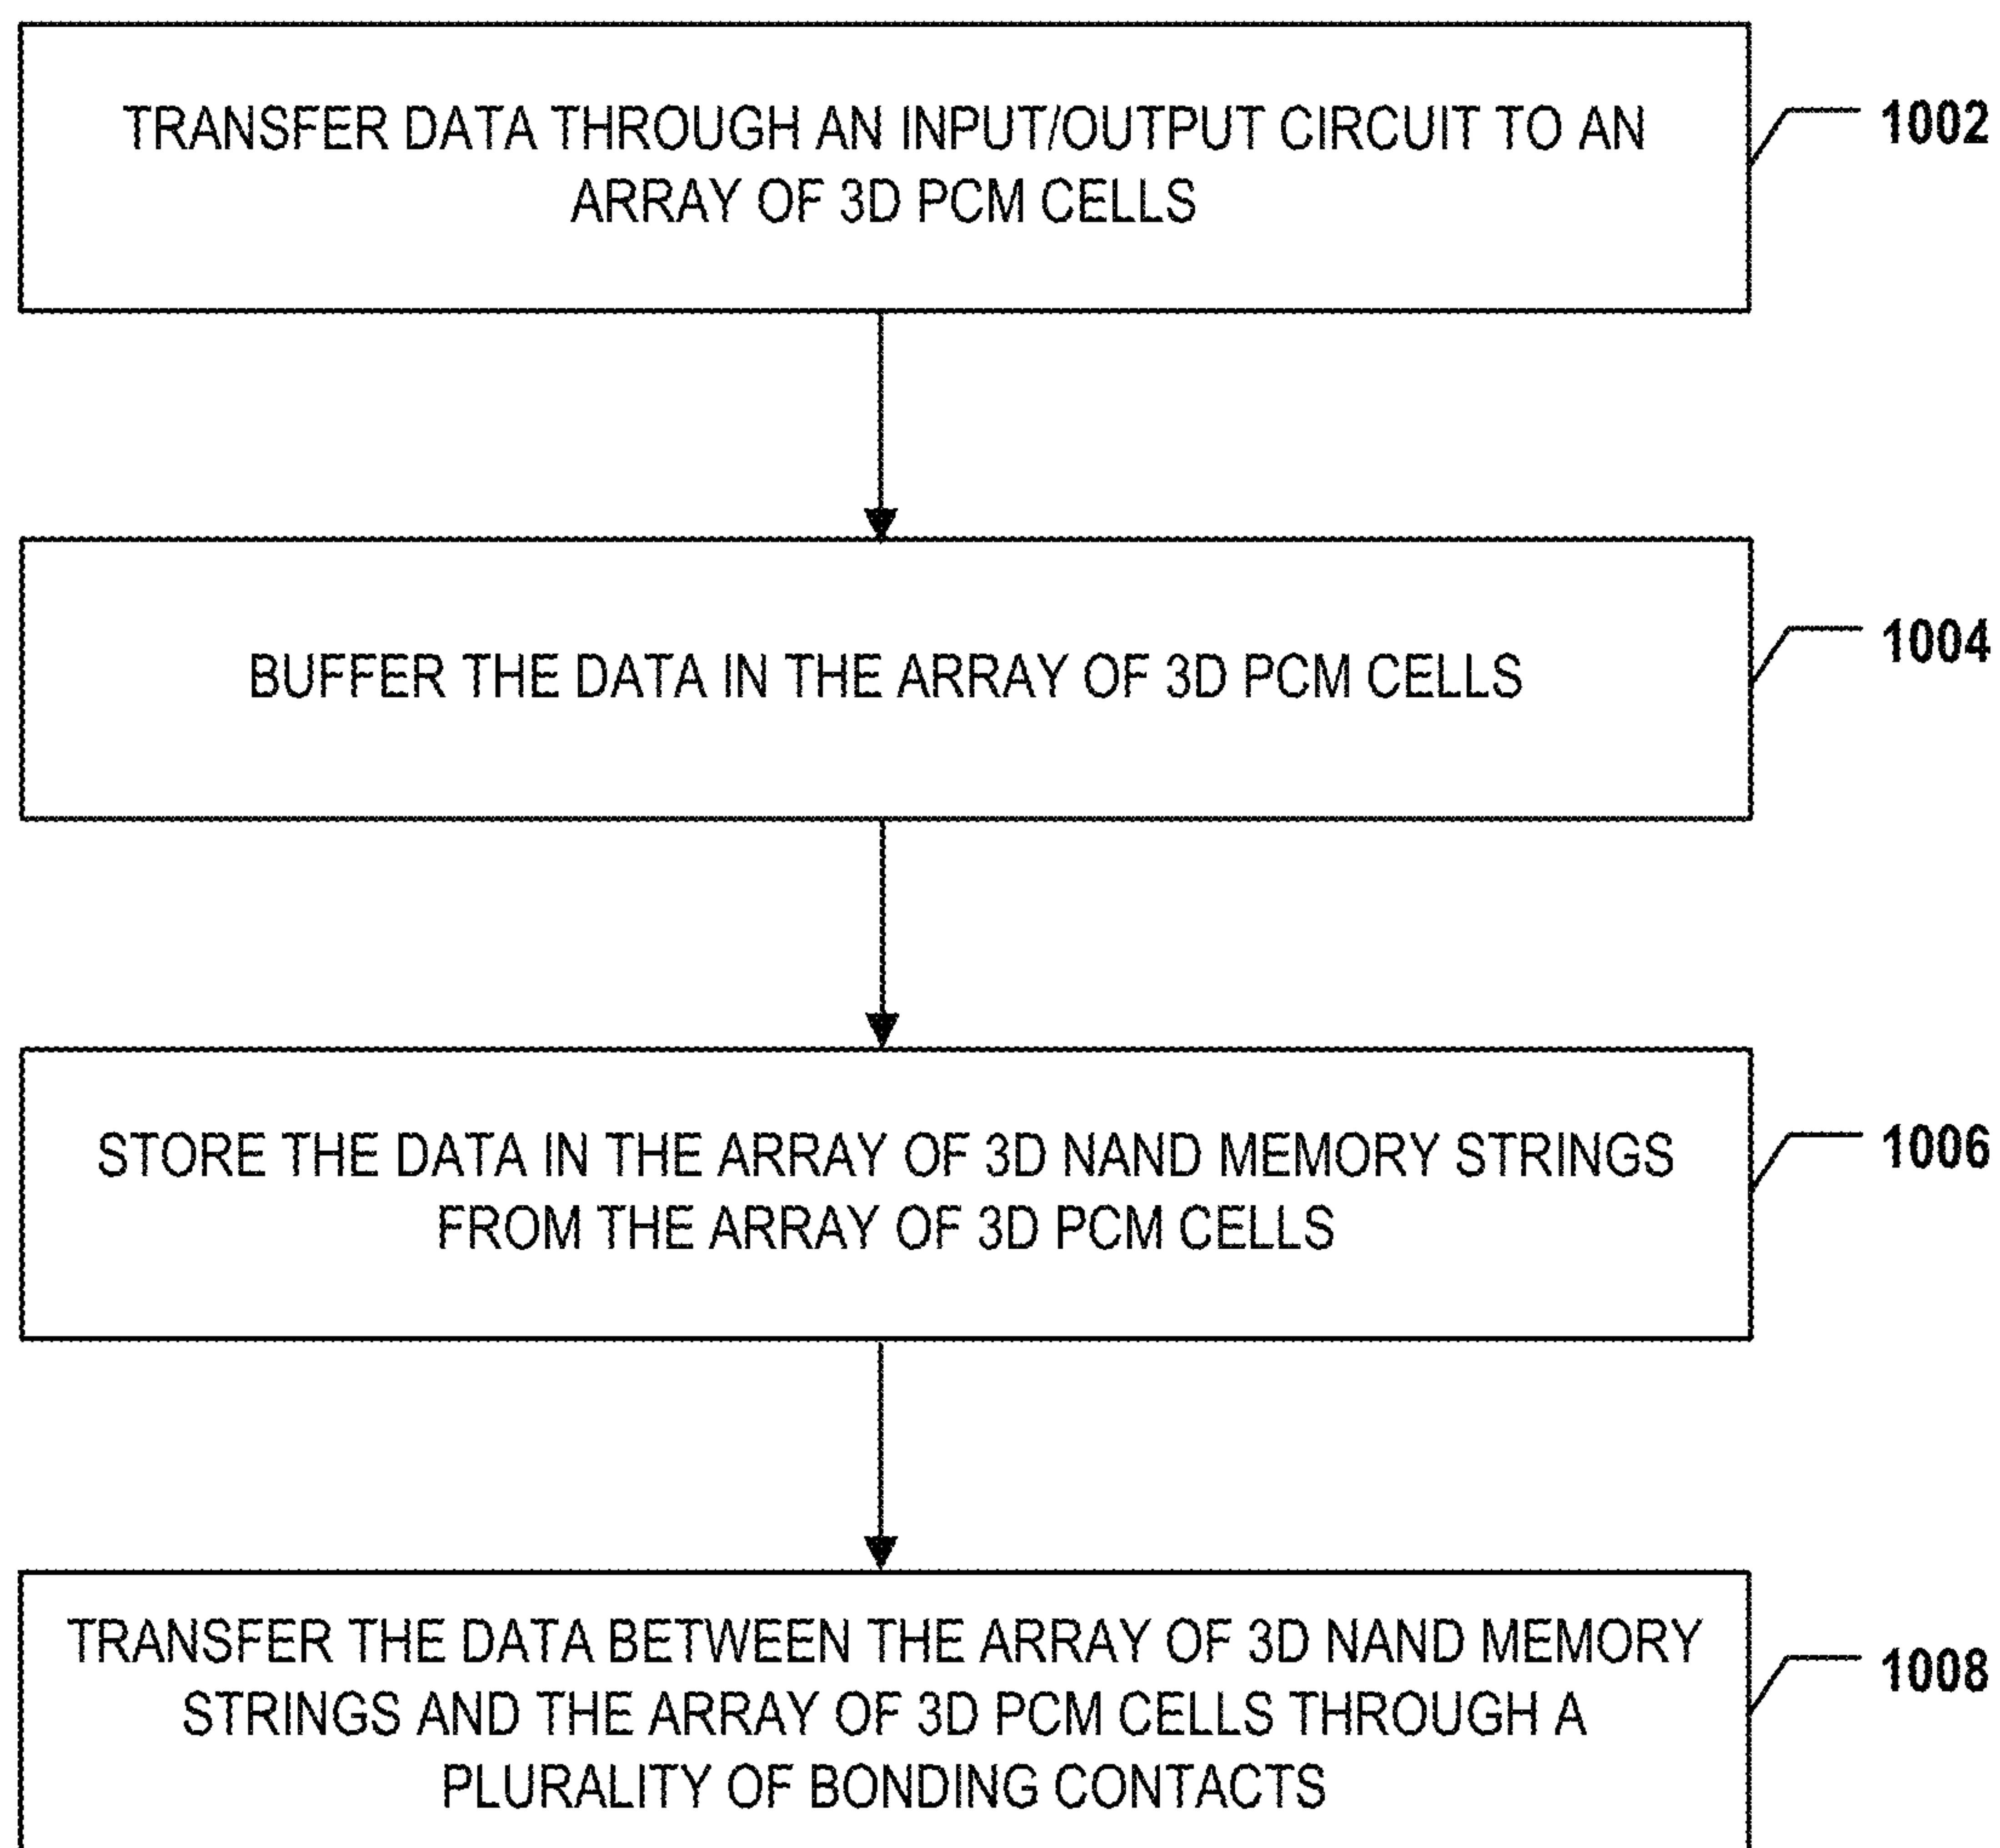 TRANSFER DATA THROUGH AN INPUT/OUTPUT CIRCUIT TO AN
ARRAY OF 3D PCM CELLS
1002
BUFFER THE DATA IN THE ARRAY OF 3D PCM CELLS
1004
STORE THE DATA IN THE ARRAY OF 3D NAND MEMORY STRINGS
FROM THE ARRAY OF 3D PCM CELLS
1006
TRANSFER THE DATA BETWEEN THE ARRAY OF 3D NAND MEMORY
STRINGS AND THE ARRAY OF 3D PCM CELLS THROUGH A
PLURALITY OF BONDING CONTACTS
1008